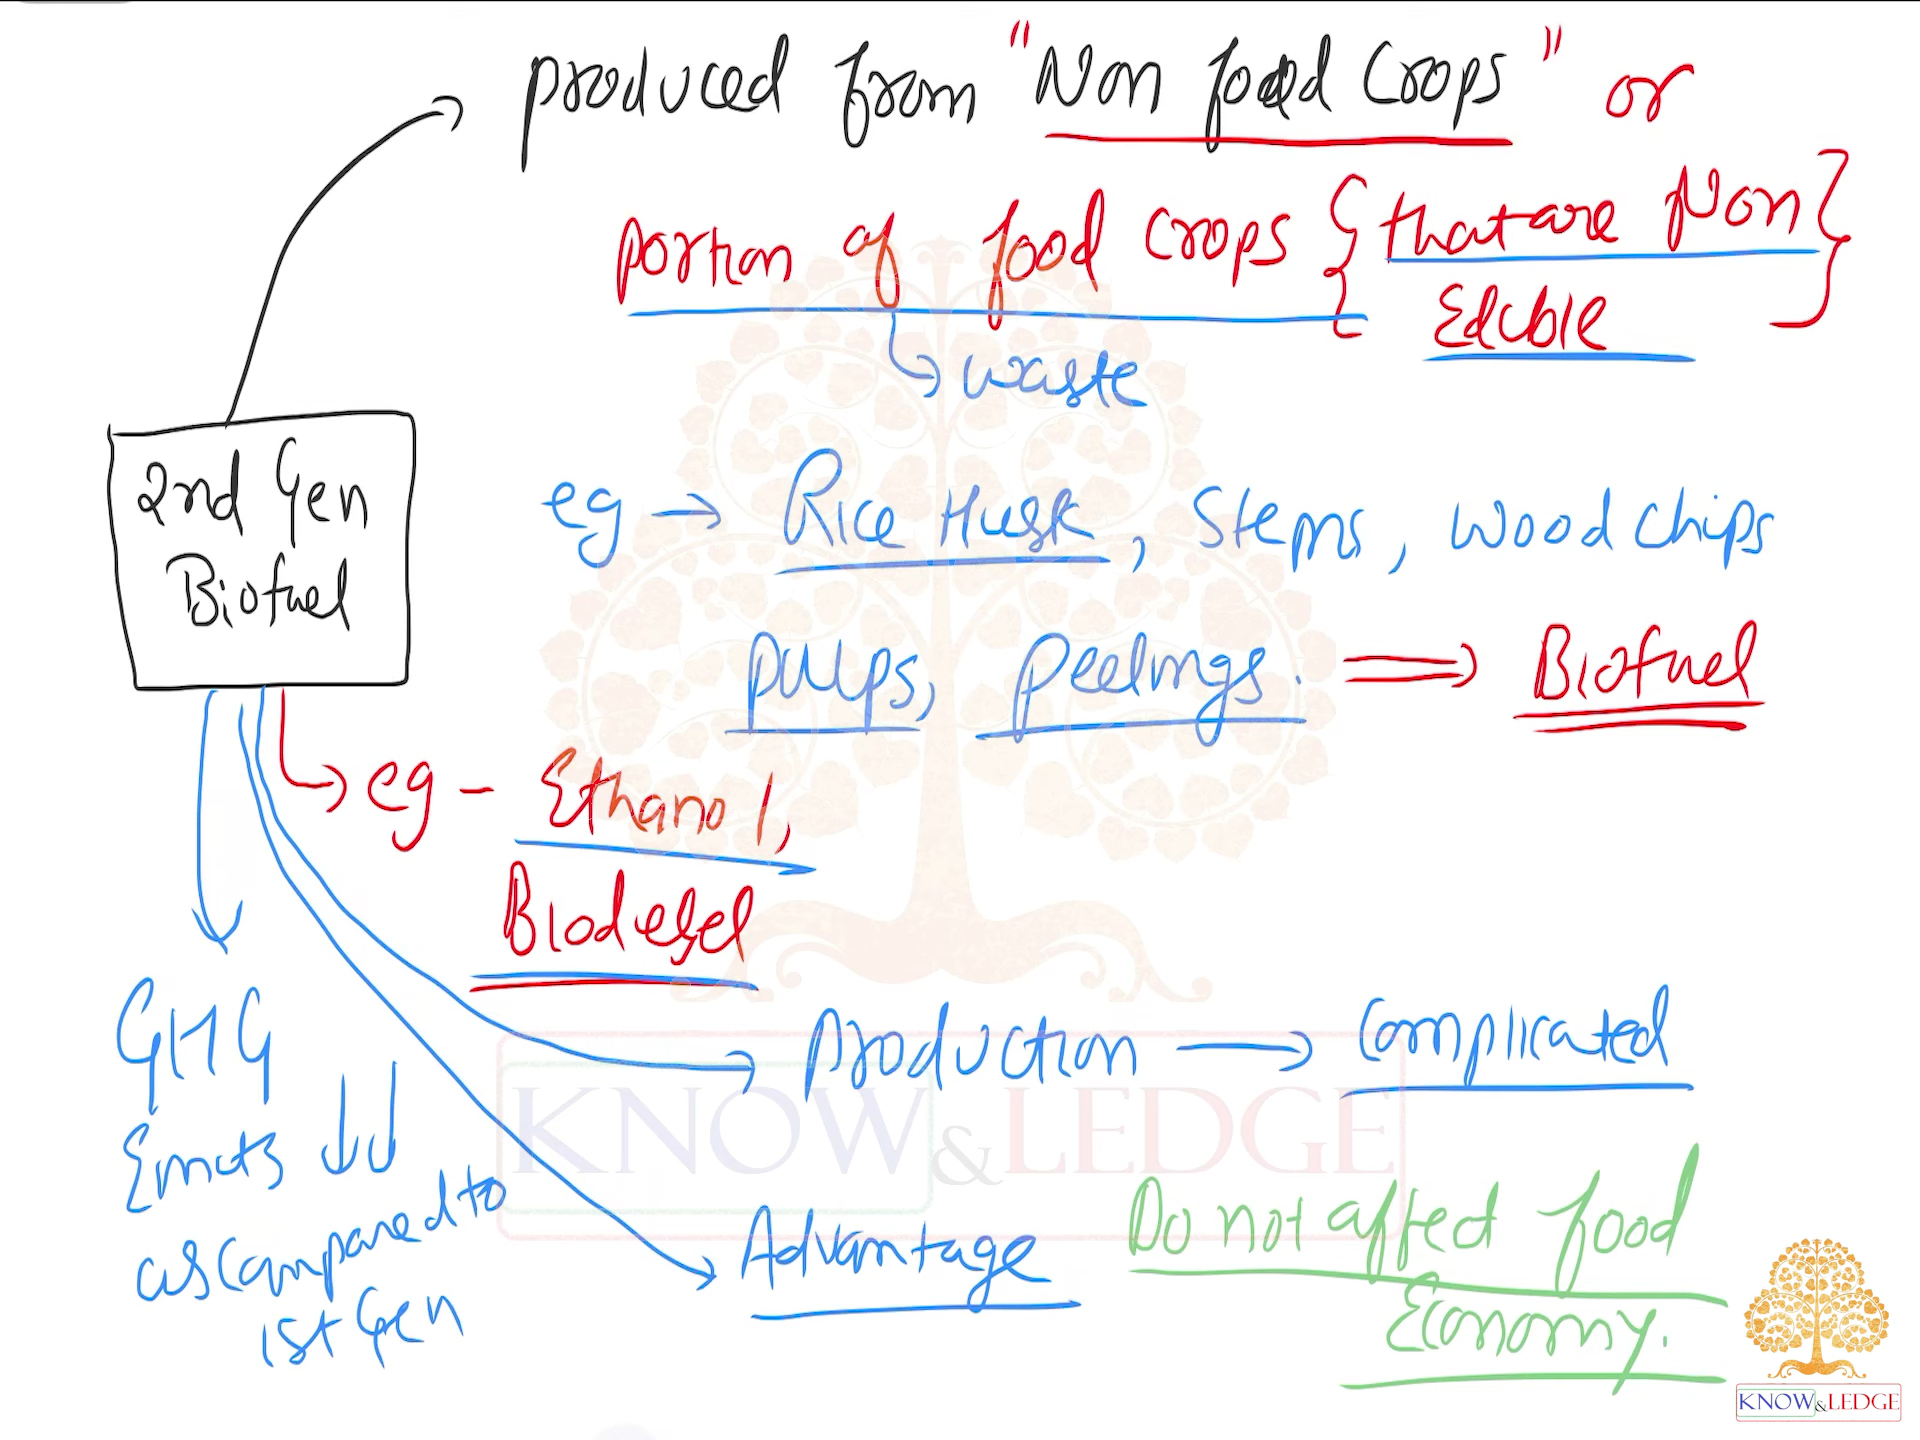 produced from "Non food Crops" or
portion of food crops {that are Non
Edible}
waste
2nd Gen
Biofuel
eg → Rice Husk, Stems, wood chips
pulps, peelings. ⇒ Biofuel
eg - Ethanol,
Biodiesel
GHG
Emits ↓↓
as compared to
1st Gen
production → complicated
Advantage
Do not affect food
Economy.
KNOW&LEDGE
KNOW&LEDGE